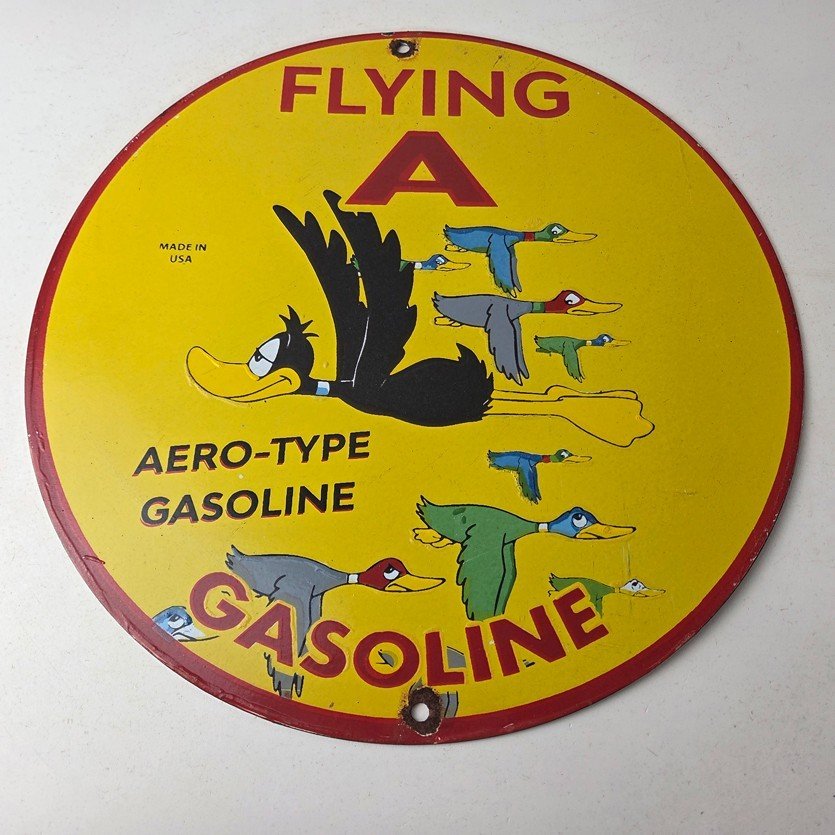 FLYING
A
MADE IN
USA
AERO-TYPE
GASOLINE
GASOLINE